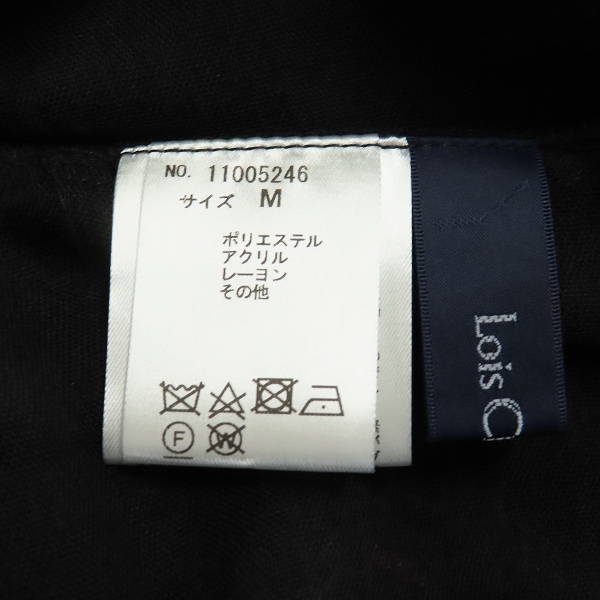 NO. 11005246
サイズ M
ポリエステル
アクリル
レーヨン
その他
F
W
Lois C